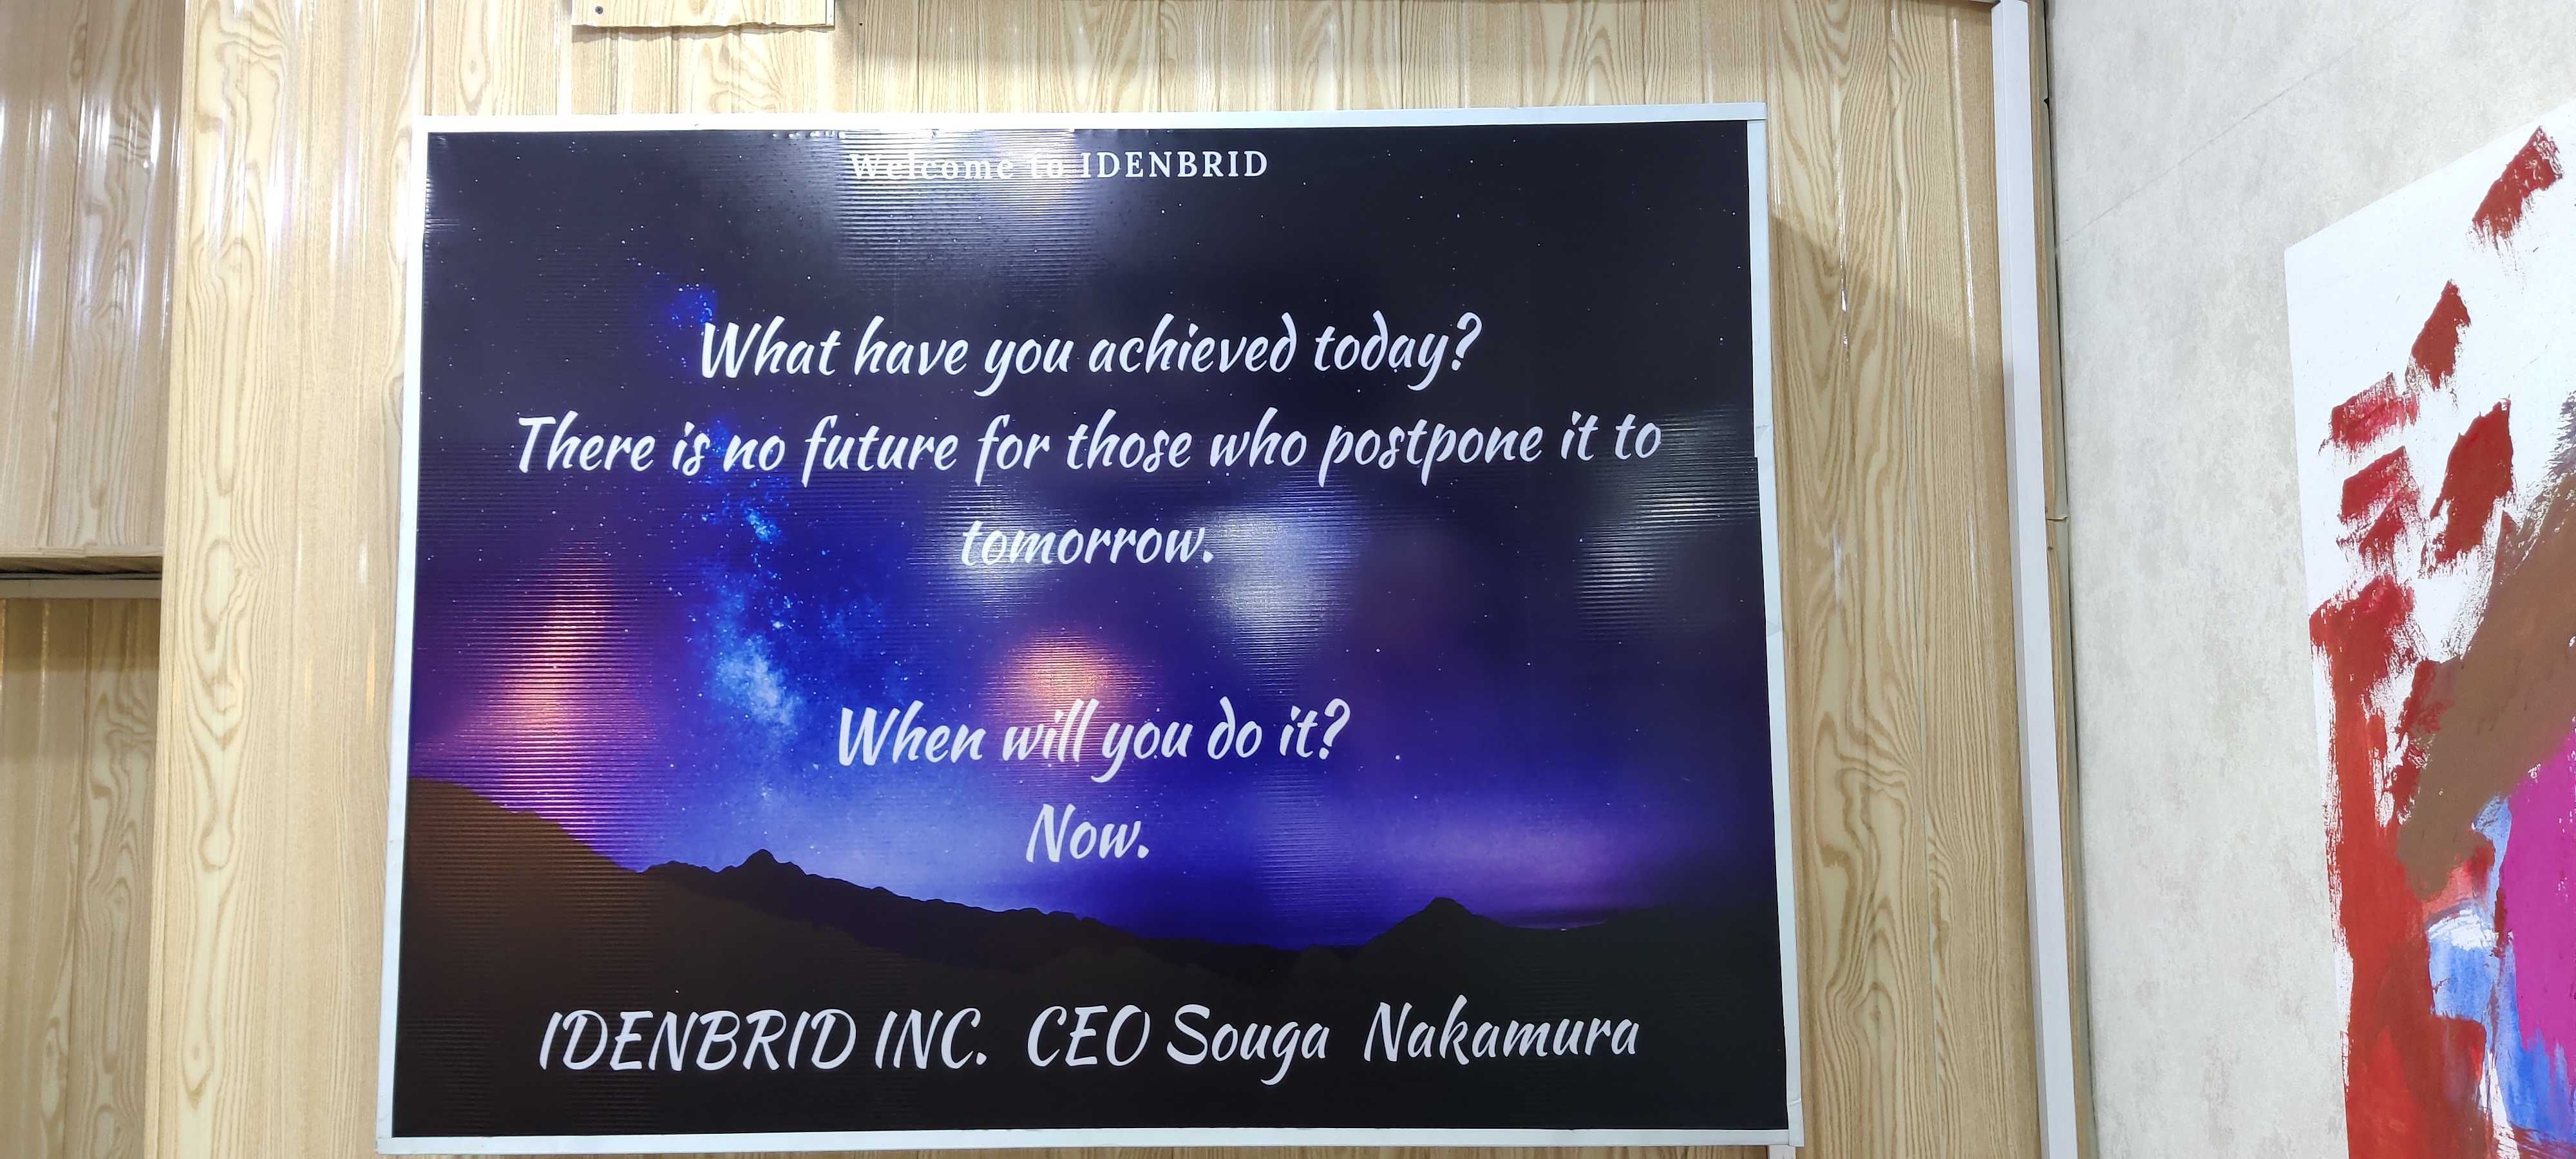 Welcome to IDENBRID
What have you achieved today?
There is no future for those who postpone it to
tomorrow.
When will you do it?
Now.
IDENBRID INC. CEO Souga Nakamura